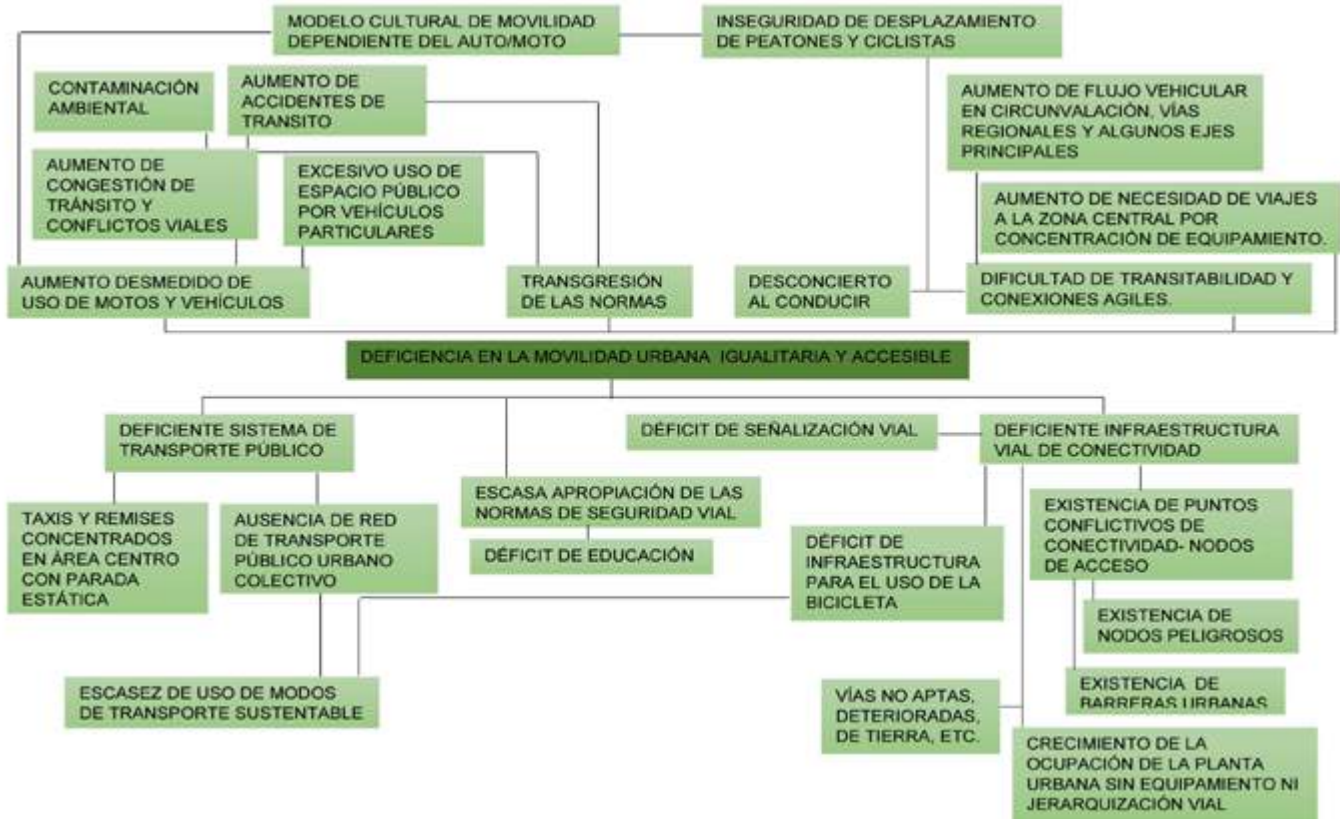 MODELO CULTURAL DE MOVILIDAD
DEPENDIENTE DEL AUTO/MOTO
INSEGURIDAD DE DESPLAZAMIENTO
DE PEATONES Y CICLISTAS
CONTAMINACIÓN
AMBIENTAL
AUMENTO DE
ACCIDENTES DE
TRANSITO
AUMENTO DE FLUJO VEHICULAR
EN CIRCUNVALACIÓN, VÍAS
REGIONALES Y ALGUNOS EJES
PRINCIPALES
AUMENTO DE
CONGESTIÓN DE
TRÁNSITO Y
CONFLICTOS VIALES
EXCESIVO USO DE
ESPACIO PÚBLICO
POR VEHÍCULOS
PARTICULARES
AUMENTO DE NECESIDAD DE VIAJES
A LA ZONA CENTRAL POR
CONCENTRACIÓN DE EQUIPAMIENTO.
AUMENTO DESMEDIDO DE
USO DE MOTOS Y VEHÍCULOS
TRANSGRESIÓN
DE LAS NORMAS
DESCONCIERTO
AL CONDUCIR
DIFICULTAD DE TRANSITABILIDAD Y
CONEXIONES AGILES.
DEFICIENCIA EN LA MOVILIDAD URBANA IGUALITARIA Y ACCESIBLE
DEFICIENTE SISTEMA DE
TRANSPORTE PÚBLICO
DÉFICIT DE SEÑALIZACIÓN VIAL
DEFICIENTE INFRAESTRUCTURA
VIAL DE CONECTIVIDAD
TAXIS Y REMISES
CONCENTRADOS
EN ÁREA CENTRO
CON PARADA
ESTÁTICA
AUSENCIA DE RED
DE TRANSPORTE
PÚBLICO URBANO
COLECTIVO
ESCASA APROPIACIÓN DE LAS
NORMAS DE SEGURIDAD VIAL
DÉFICIT DE EDUCACIÓN
DÉFICIT DE
INFRAESTRUCTURA
PARA EL USO DE LA
BICICLETA
EXISTENCIA DE PUNTOS
CONFLICTIVOS DE
CONECTIVIDAD- NODOS
DE ACCESO
EXISTENCIA DE
NODOS PELIGROSOS
ESCASEZ DE USO DE MODOS
DE TRANSPORTE SUSTENTABLE
VÍAS NO APTAS,
DETERIORADAS,
DE TIERRA, ETC.
EXISTENCIA DE
BARRERAS URBANAS
CRECIMIENTO DE LA
OCUPACIÓN DE LA PLANTA
URBANA SIN EQUIPAMIENTO NI
JERARQUIZACIÓN VIAL